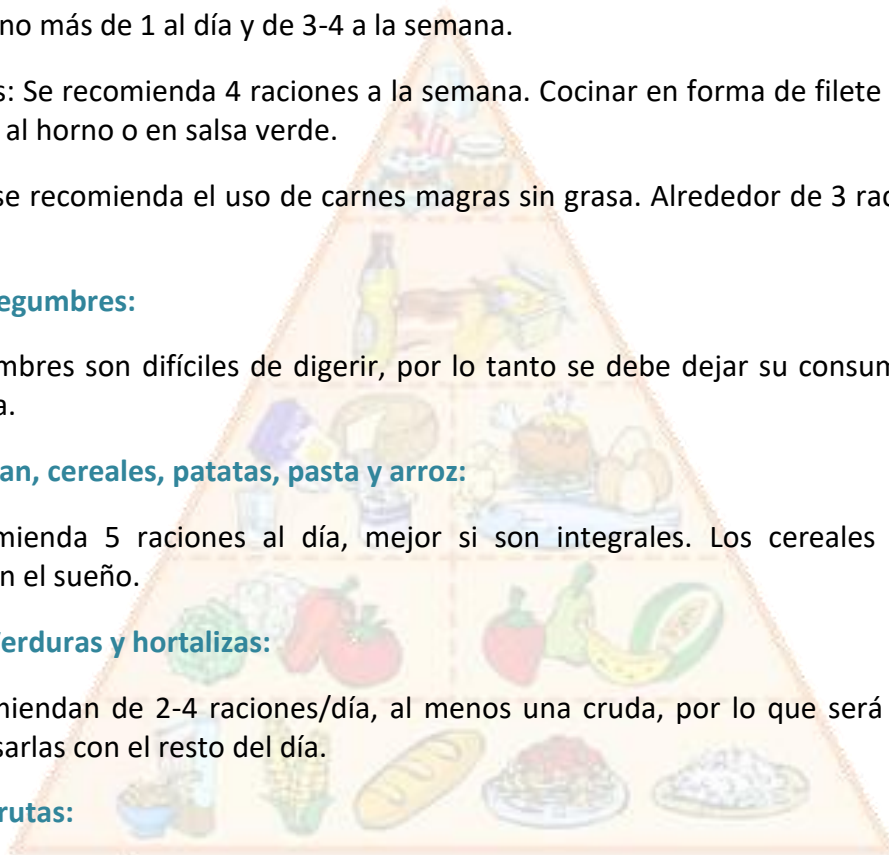 no más de 1 al día y de 3-4 a la semana.
s: Se recomienda 4 raciones a la semana. Cocinar en forma de filete
al horno o en salsa verde.
se recomienda el uso de carnes magras sin grasa. Alrededor de 3 rac
egumbres:
mbres son difíciles de digerir, por lo tanto se debe dejar su consum
a.
an, cereales, patatas, pasta y arroz:
mienda 5 raciones al día, mejor si son integrales. Los cereales
n el sueño.
erduras y hortalizas:
miendan de 2-4 raciones/día, al menos una cruda, por lo que será
sarlas con el resto del día.
rutas: